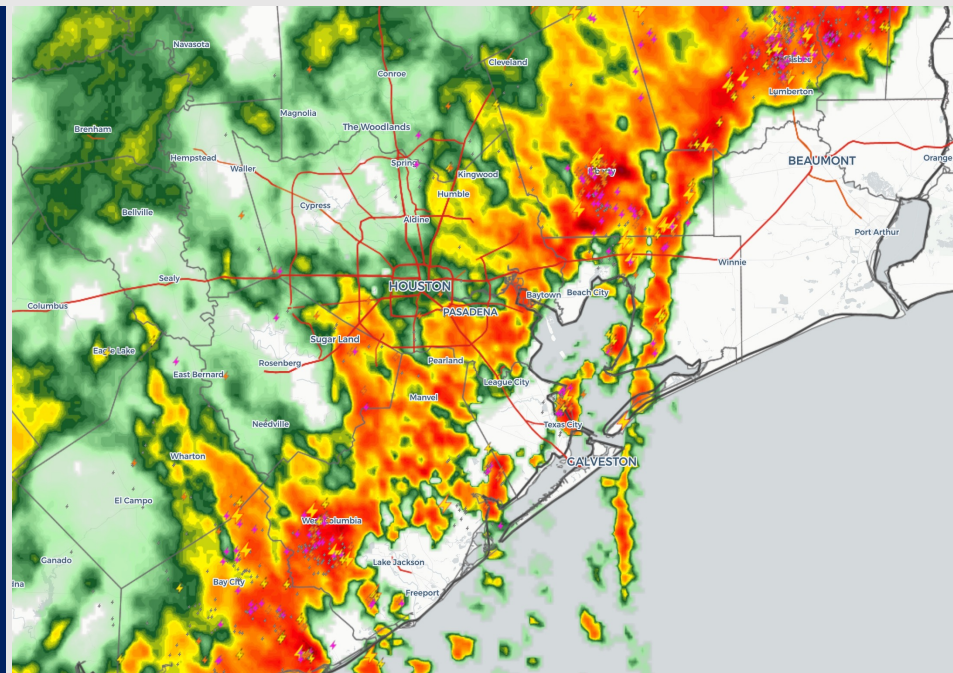 Navasota
Cleveland
Conroe
Lumberton
Magnolia
The Woodlands
Brenham
Hempstead
Waller
Spring
Kingwood
BEAUMONT
Orange
Humble
Cypress
Bellville
Aldine
Port Arthur
Winnie
Sealy
HOUSTON
Baytown
Beach City
Columbus
PASADENA
Sugar Land
Eagle Lake
Rosenberg
Pearland
East Bernard
League City
Manvel
Needville
Texas City
Wharton
GALVESTON
El Campo
West Columbia
Ganado
Lake Jackson
Bay City
Freeport